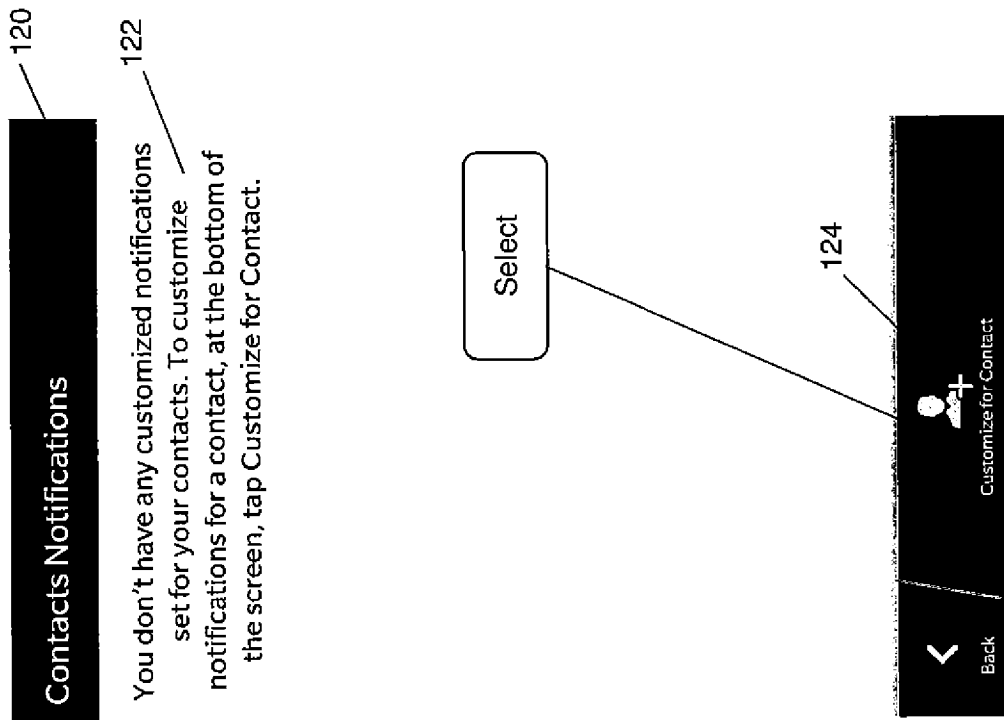 Contacts Notifications
120
You don't have any customized notifications
set for your contacts. To customize
notifications for a contact, at the bottom of
the screen, tap Customize for Contact.
122
Select
124
Back
Customize for Contact